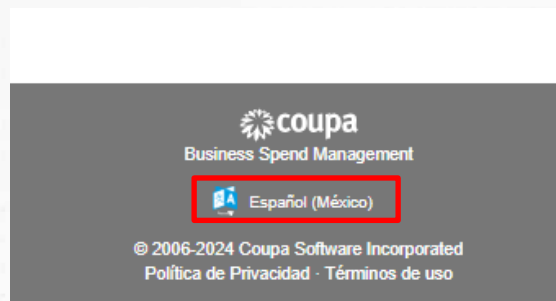 coupa
Business Spend Management
Español (México)
© 2006-2024 Coupa Software Incorporated
Política de Privacidad · Términos de uso